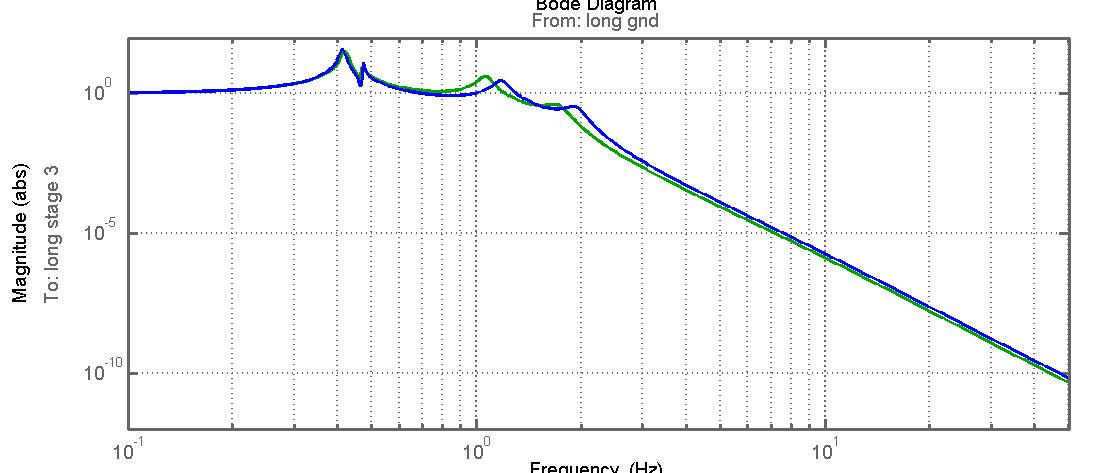 Bode Diagram
From: long gnd
Magnitude (abs)
To: long stage 3
10^0
10^-5
10^-10
10^-1 10^0 10^1
Frequency (Hz)